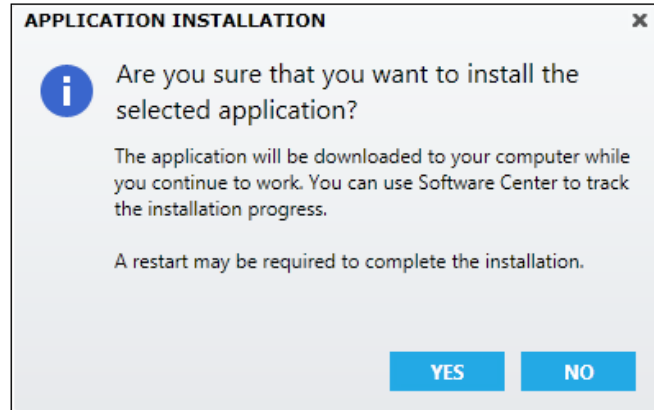 APPLICATION INSTALLATION
Are you sure that you want to install the
selected application?
The application will be downloaded to your computer while
you continue to work. You can use Software Center to track
the installation progress.
A restart may be required to complete the installation.
YES NO